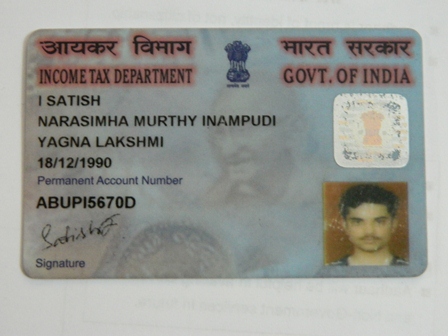 आयकर विभाग
भारत सरकार
INCOME TAX DEPARTMENT
GOVT. OF INDIA
I SATISH
NARASIMHA MURTHY INAMPUDI
YAGNA LAKSHMI
18/12/1990
Permanent Account Number
ABUPI5670D
Signature